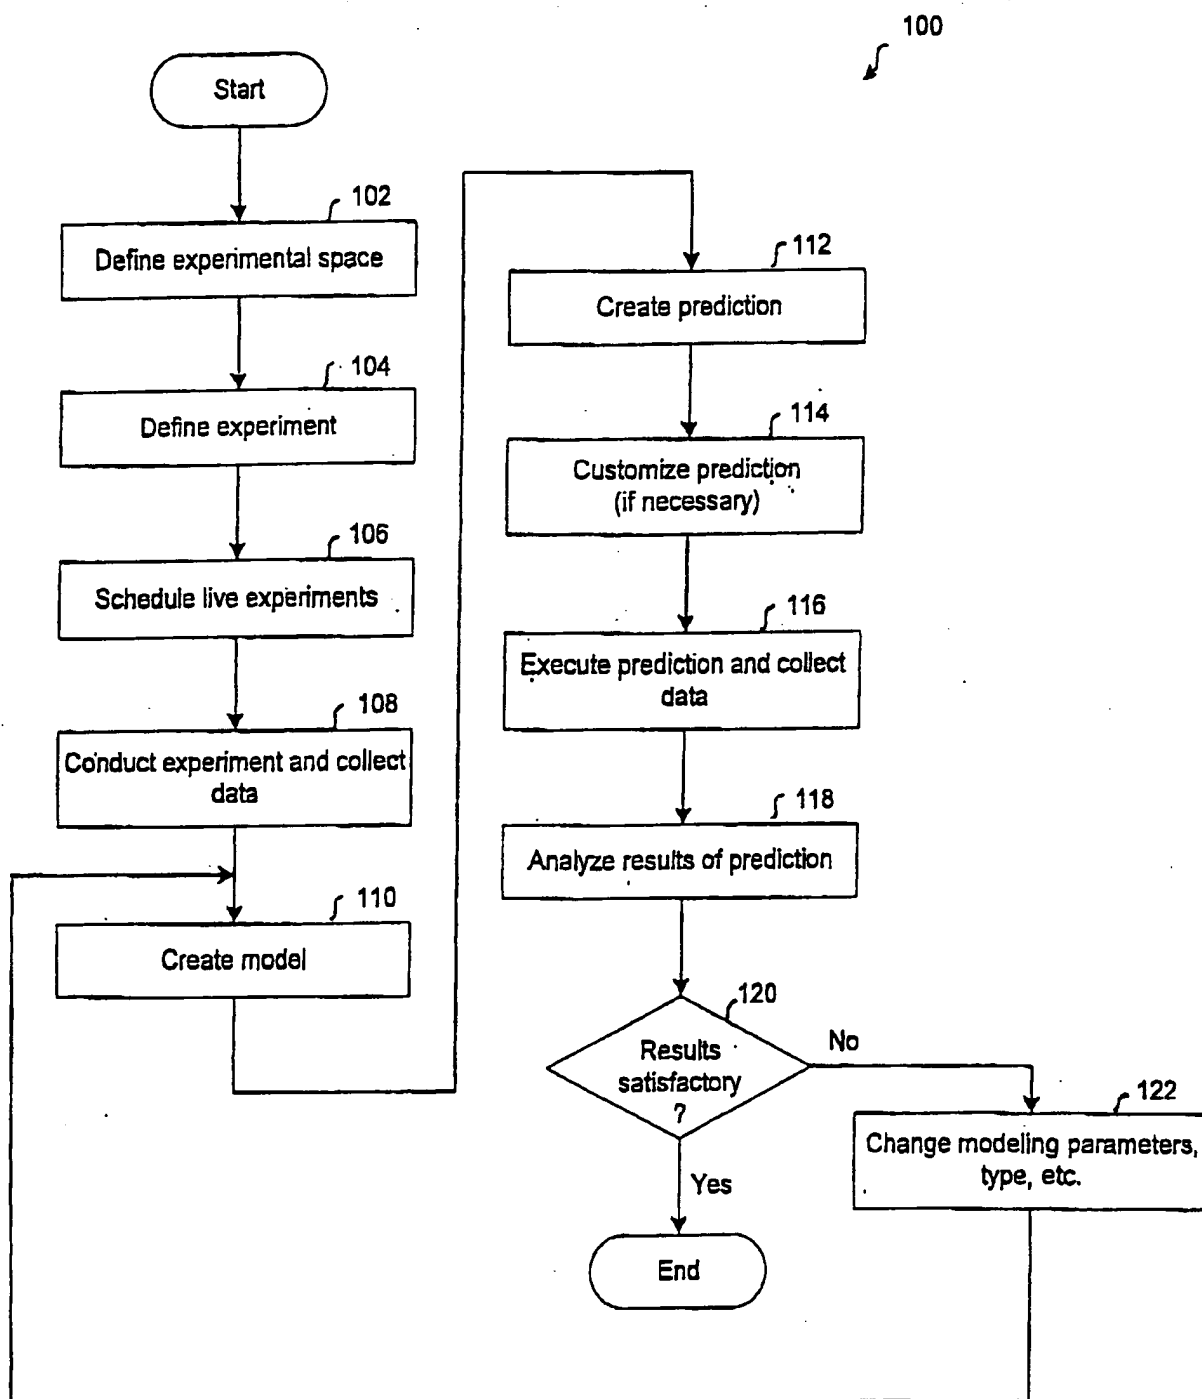 100
Start
102
Define experimental space
104
Define experiment
106
Schedule live experiments
108
Conduct experiment and collect
data
110
Create model
112
Create prediction
114
Customize prediction
(if necessary)
116
Execute prediction and collect
data
118
Analyze results of prediction
120
Results
satisfactory
?
No
Yes
122
Change modeling parameters,
type, etc.
End